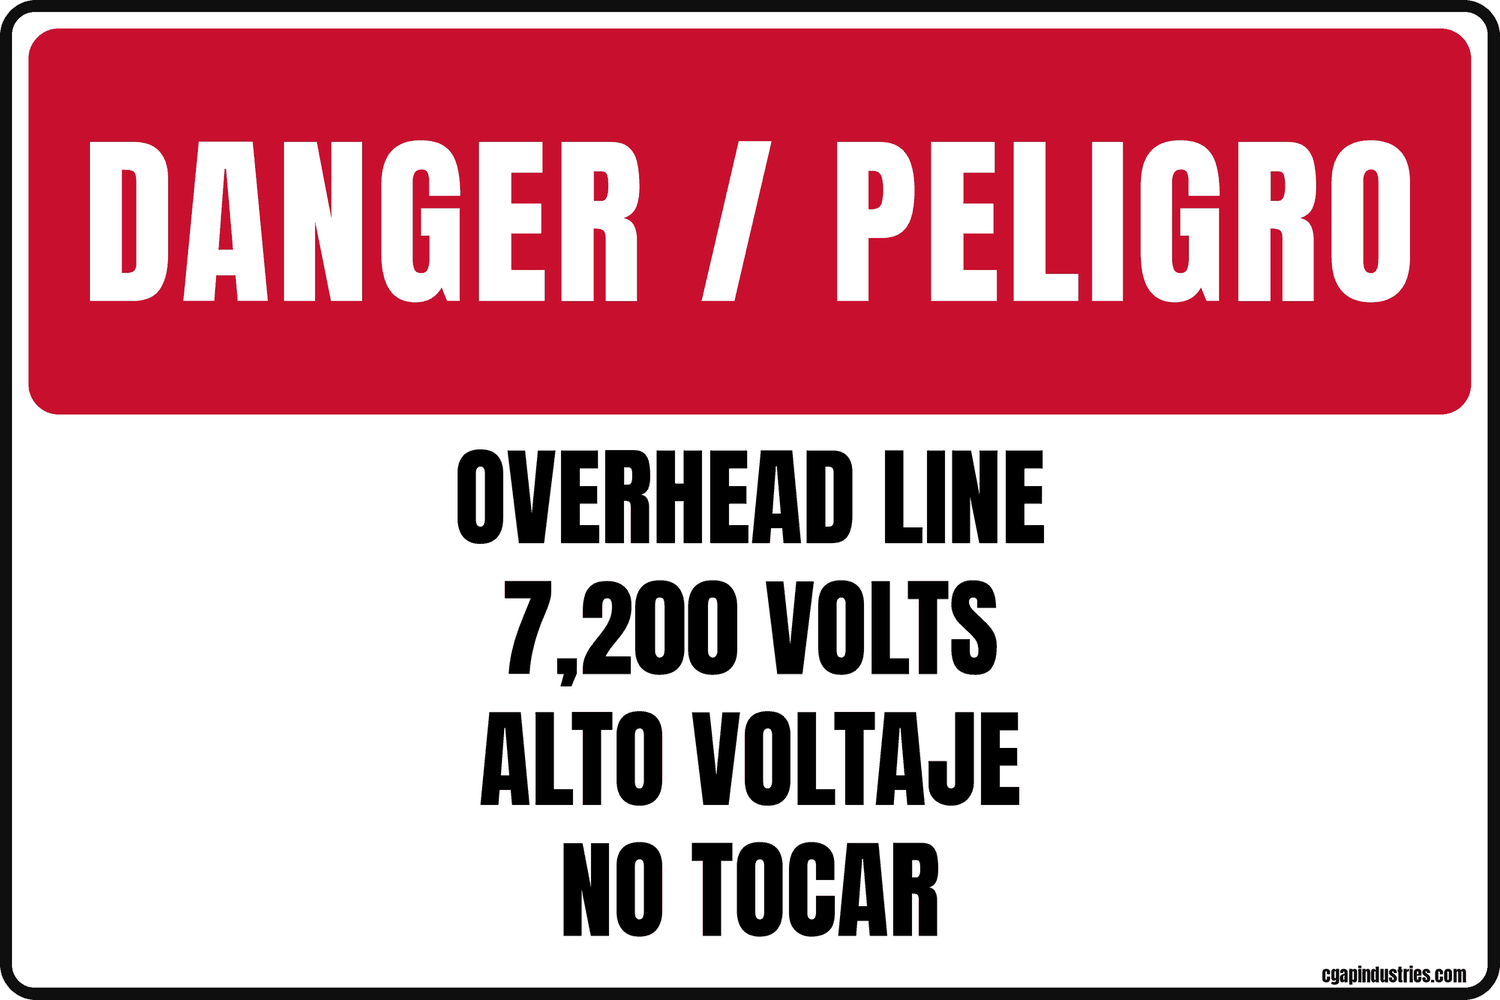 DANGER / PELIGRO
OVERHEAD LINE
7,200 VOLTS
ALTO VOLTAJE
NO TOCAR
cgapindustries.com